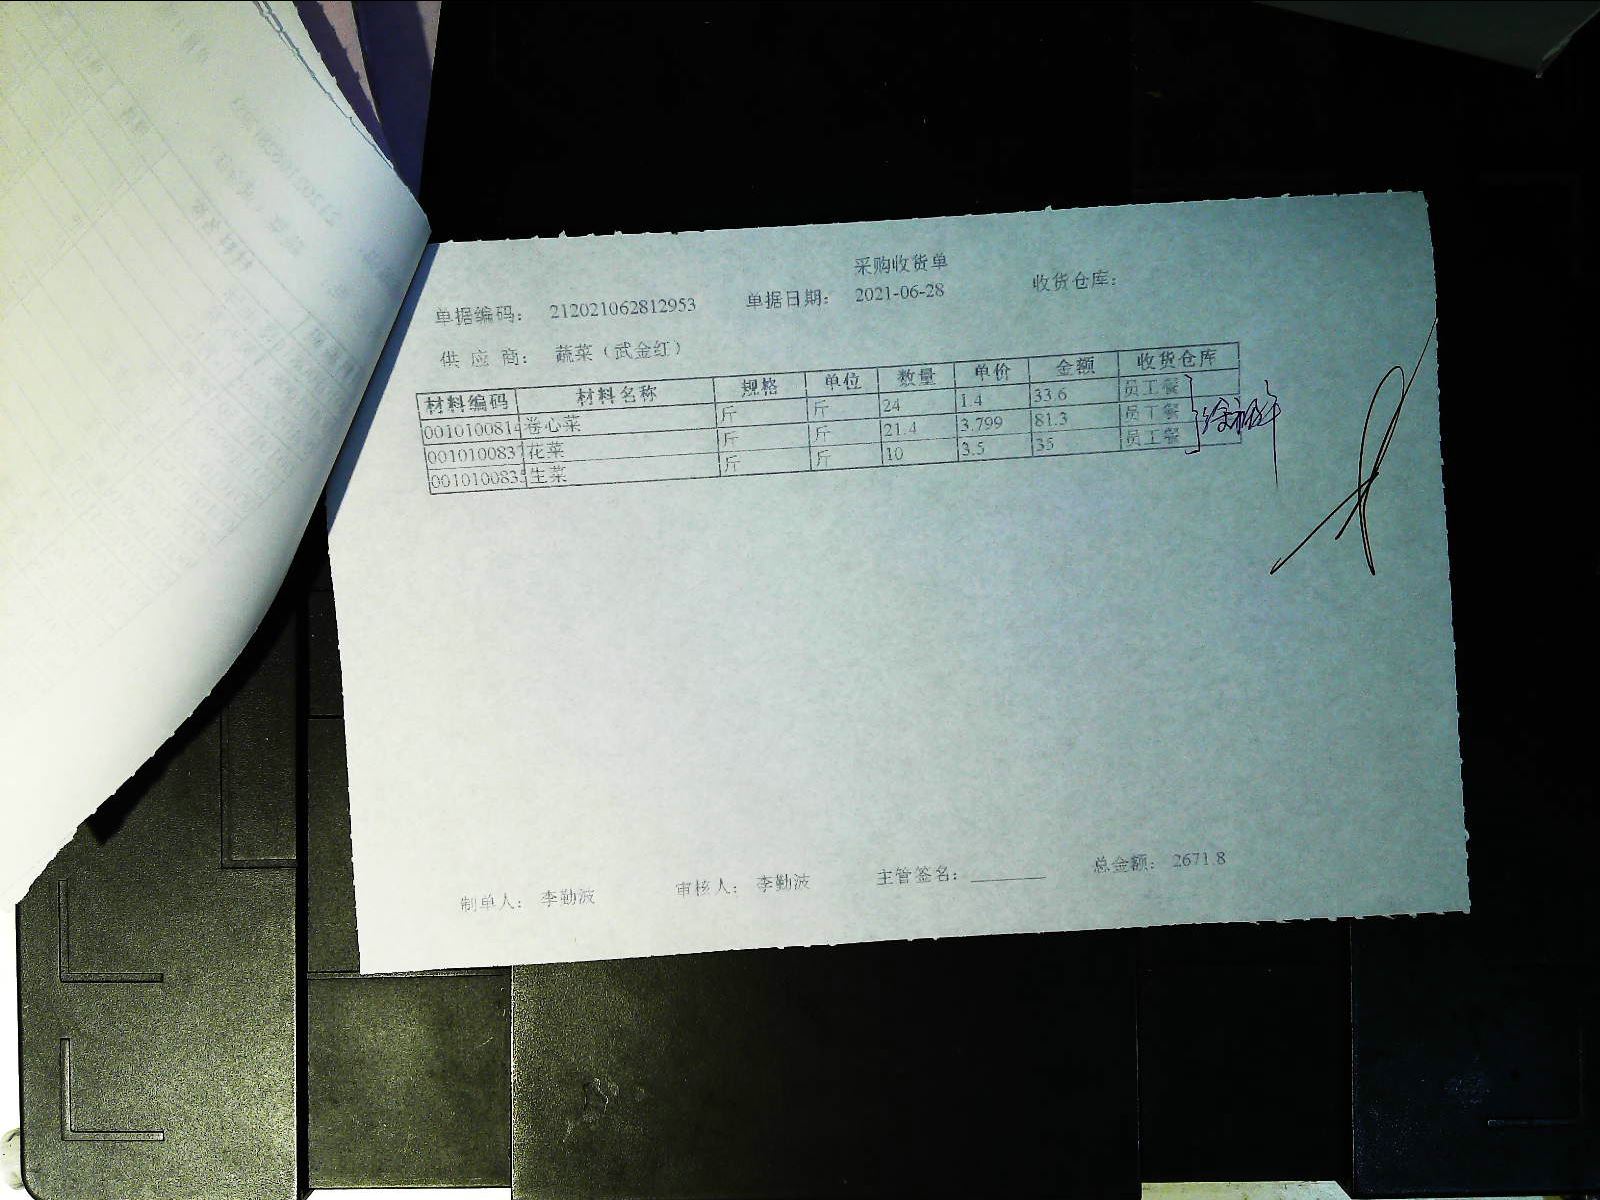 采购收货单
单据编码： 212021062812953 单据日期： 2021-06-28 收货仓库：
供 应 商： 蔬菜（武金红）
材料编码 材料名称 规格 单位 数量 单价 金额 收货仓库
0010100814 卷心菜 斤 斤 24 1.4 33.6 员工餐
001010083 花菜 斤 斤 21.4 3.799 81.3 员工餐
001010083 生菜 斤 斤 10 3.5 35 员工餐
制单人： 李勤波 审核人： 李勤波 主管签名： 总金额： 2671.8